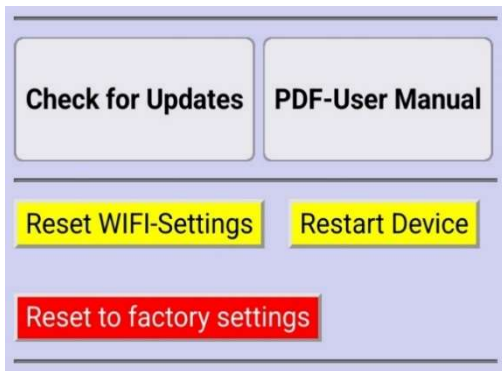 Check for Updates
PDF-User Manual
Reset WIFI-Settings
Restart Device
Reset to factory settings